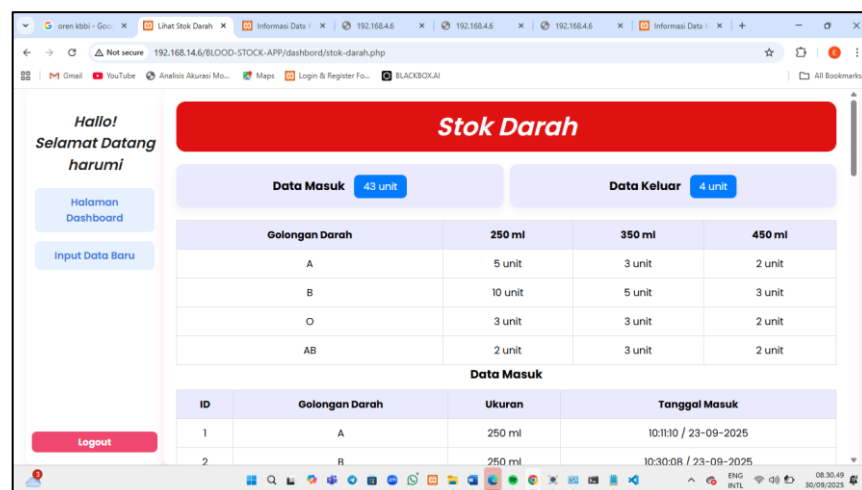 oren kbbi - Goo
Lihat Stok Darah
Informasi Data
192.168.4.6
192.168.4.6
192.168.4.6
Informasi Data
Not secure 192.168.14.6/BLOOD-STOCK-APP/dashbord/stok-darah.php
Gmail YouTube Analisis Akurasi Mo... Maps Login & Register Fo... BLACKBOX.AI All Bookmarks
Hallo!
Selamat Datang
harumi
Halaman
Dashboard
Input Data Baru
Logout
Stok Darah
Data Masuk 43 unit Data Keluar 4 unit
Golongan Darah 250 ml 350 ml 450 ml
A 5 unit 3 unit 2 unit
B 10 unit 5 unit 3 unit
O 3 unit 3 unit 2 unit
AB 2 unit 3 unit 2 unit
Data Masuk
ID Golongan Darah Ukuran Tanggal Masuk
1 A 250 ml 10:11:10 / 23-09-2025
2 B 250 ml 10:30:08 / 23-09-2025
ENG 08.30.49
INTL 30/09/2025